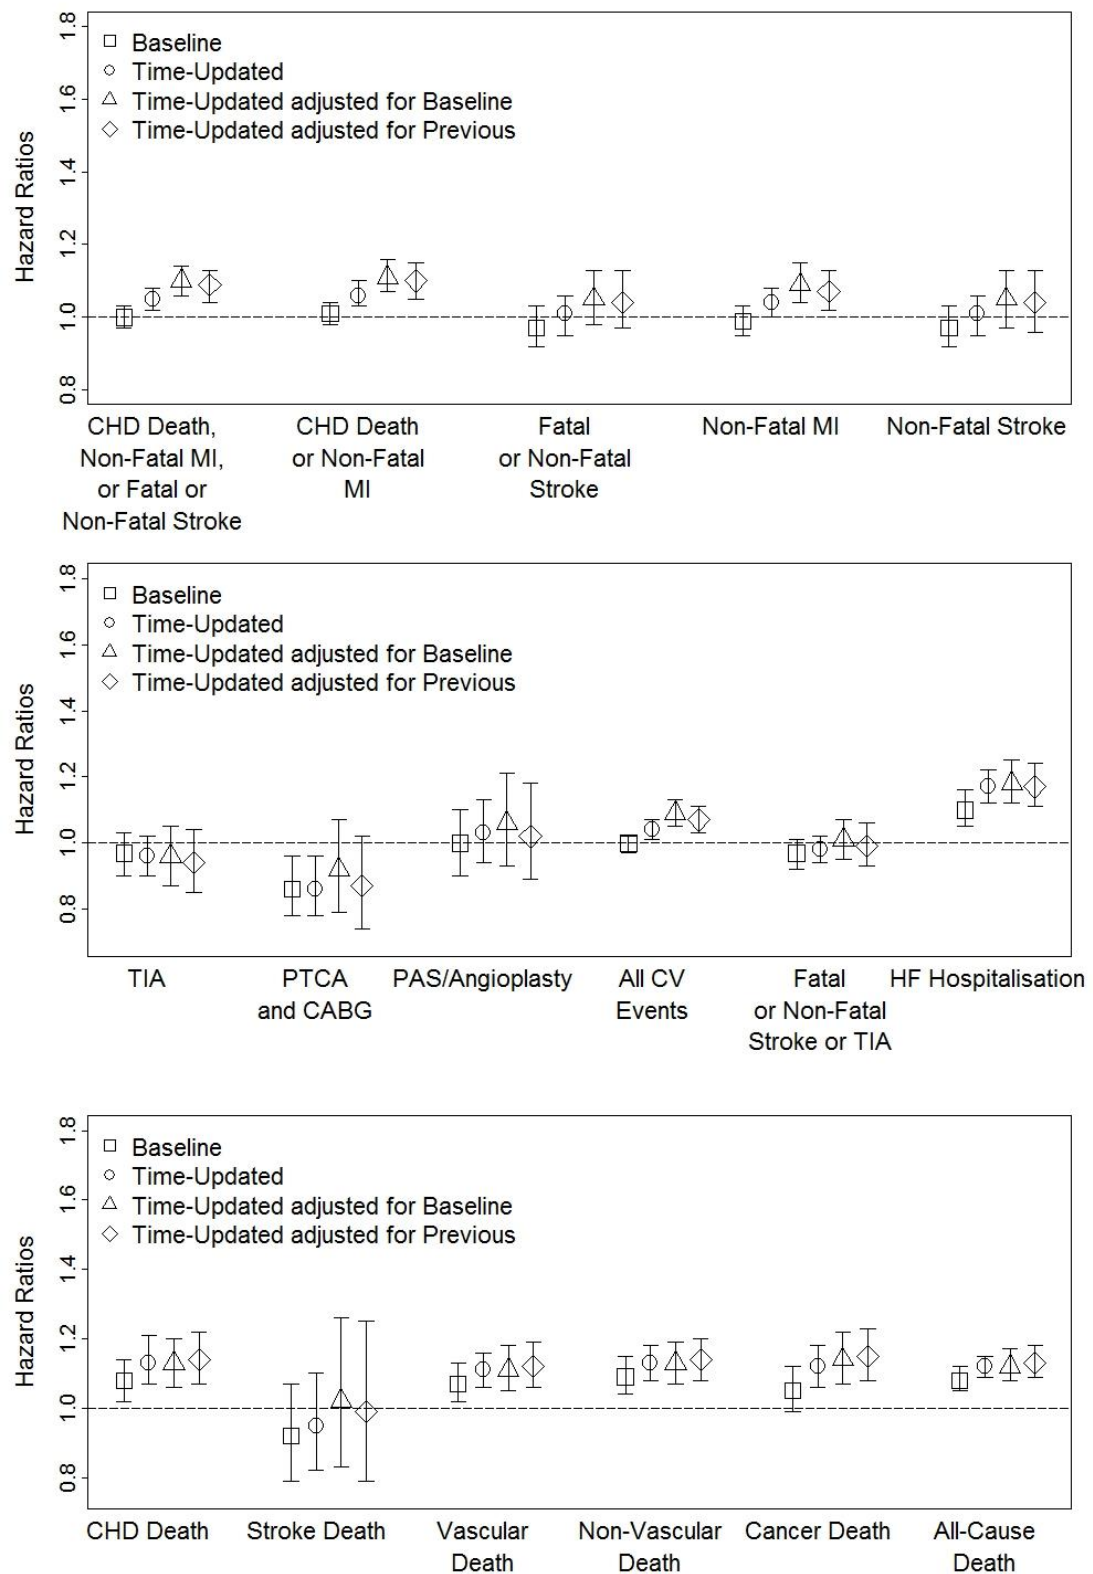 1.8
1.6
1.4
1.2
1.0
0.8
Hazard Ratios
Baseline
Time-Updated
Time-Updated adjusted for Baseline
Time-Updated adjusted for Previous
CHD Death,
Non-Fatal MI,
or Fatal or
Non-Fatal Stroke
CHD Death
or Non-Fatal
MI
Fatal
or Non-Fatal
Stroke
Non-Fatal MI
Non-Fatal Stroke
1.8
1.6
1.4
1.2
1.0
0.8
Hazard Ratios
Baseline
Time-Updated
Time-Updated adjusted for Baseline
Time-Updated adjusted for Previous
TIA
PTCA
and CABG
PAS/Angioplasty
All CV
Events
Fatal
or Non-Fatal
Stroke or TIA
HF Hospitalisation
1.8
1.6
1.4
1.2
1.0
0.8
Hazard Ratios
Baseline
Time-Updated
Time-Updated adjusted for Baseline
Time-Updated adjusted for Previous
CHD Death
Stroke Death
Vascular
Death
Non-Vascular
Death
Cancer Death
All-Cause
Death